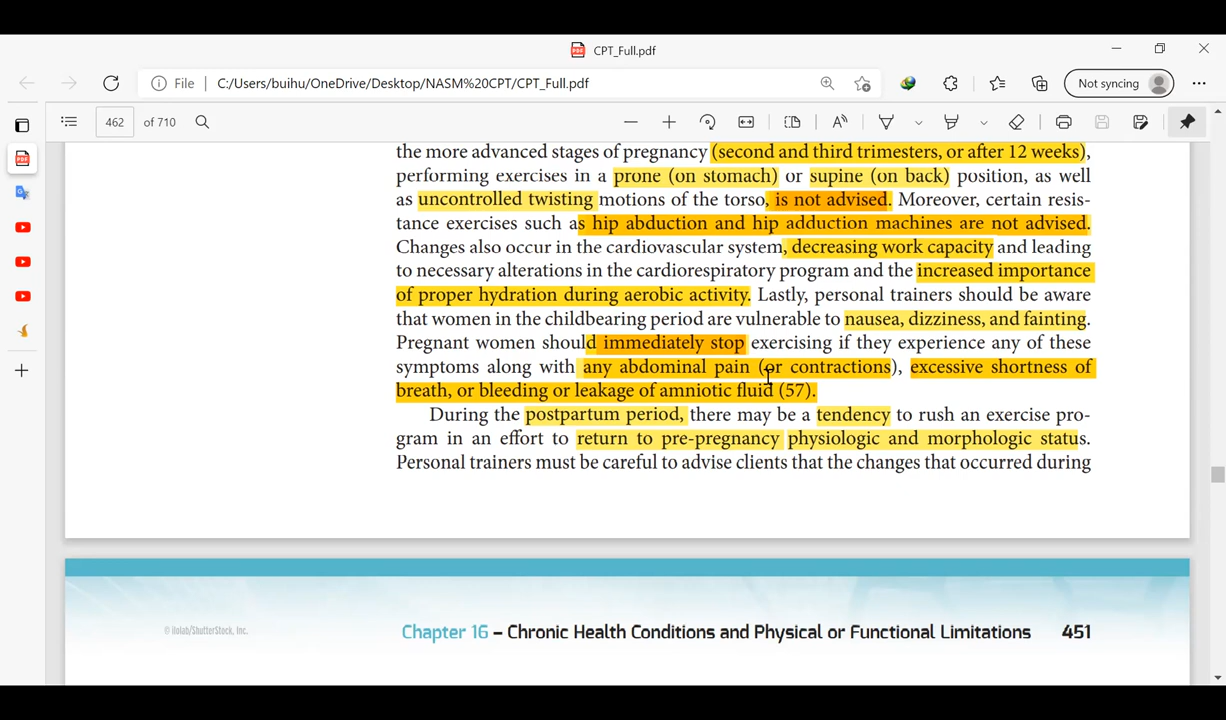 CPT_Full.pdf
File
C:/Users/buihu/OneDrive/Desktop/NASM%20CPT/CPT_Full.pdf
Not syncing
462 of 710
the more advanced stages of pregnancy (second and third trimesters, or after 12 weeks),
performing exercises in a prone (on stomach) or supine (on back) position, as well
as uncontrolled twisting motions of the torso, is not advised. Moreover, certain resis-
tance exercises such as hip abduction and hip adduction machines are not advised.
Changes also occur in the cardiovascular system, decreasing work capacity and leading
to necessary alterations in the cardiorespiratory program and the increased importance
of proper hydration during aerobic activity. Lastly, personal trainers should be aware
that women in the childbearing period are vulnerable to nausea, dizziness, and fainting.
Pregnant women should immediately stop exercising if they experience any of these
symptoms along with any abdominal pain (or contractions), excessive shortness of
breath, or bleeding or leakage of amniotic fluid (57).
During the postpartum period, there may be a tendency to rush an exercise pro-
gram in an effort to return to pre-pregnancy physiologic and morphologic status.
Personal trainers must be careful to advise clients that the changes that occurred during
© ilolab/ShutterStock, Inc.
Chapter 16 – Chronic Health Conditions and Physical or Functional Limitations 451